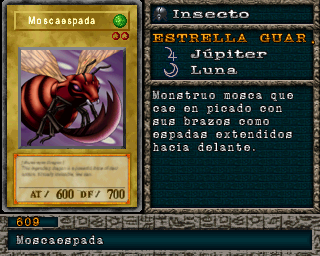 Moscaespada
AT/ 600 DF/ 700
Insecto
ESTRELLA GUAR.
Júpiter
Luna
Monstruo mosca que
cae en picado con
sus brazos como
espadas extendidos
hacia delante.
609
Moscaespada